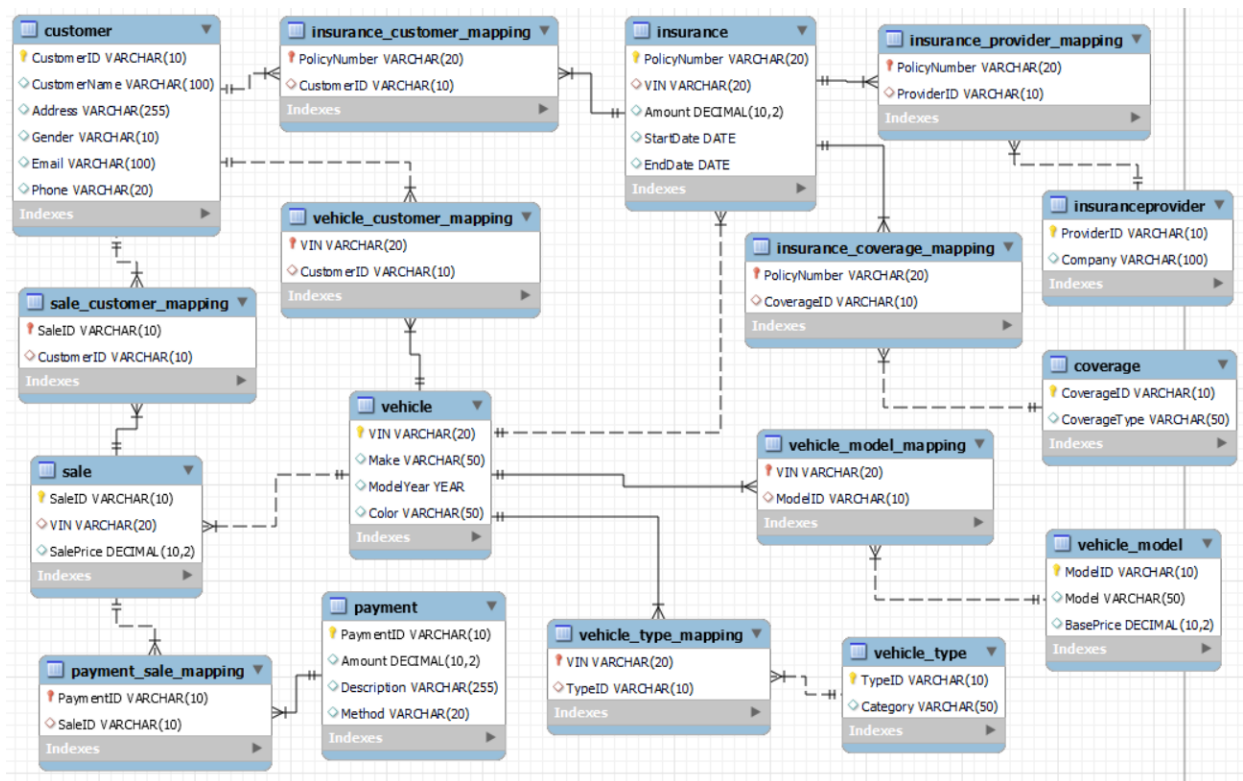 customer
CustomerID VARCHAR(10)
CustomerName VARCHAR(100)
Address VARCHAR(255)
Gender VARCHAR(10)
Email VARCHAR(100)
Phone VARCHAR(20)
Indexes
insurance_customer_mapping
PolicyNumber VARCHAR(20)
CustomerID VARCHAR(10)
Indexes
insurance
PolicyNumber VARCHAR(20)
VIN VARCHAR(20)
Amount DECIMAL(10,2)
StartDate DATE
EndDate DATE
Indexes
insurance_provider_mapping
PolicyNumber VARCHAR(20)
ProviderID VARCHAR(10)
Indexes
vehicle_customer_mapping
VIN VARCHAR(20)
CustomerID VARCHAR(10)
Indexes
insurance_coverage_mapping
PolicyNumber VARCHAR(20)
CoverageID VARCHAR(10)
Indexes
insuranceprovider
ProviderID VARCHAR(10)
Company VARCHAR(100)
Indexes
sale_customer_mapping
SaleID VARCHAR(10)
CustomerID VARCHAR(10)
Indexes
coverage
CoverageID VARCHAR(10)
CoverageType VARCHAR(50)
Indexes
vehicle
VIN VARCHAR(20)
Make VARCHAR(50)
ModelYear YEAR
Color VARCHAR(50)
Indexes
vehicle_model_mapping
VIN VARCHAR(20)
ModelID VARCHAR(10)
Indexes
sale
SaleID VARCHAR(10)
VIN VARCHAR(20)
SalePrice DECIMAL(10,2)
Indexes
vehicle_model
ModelID VARCHAR(10)
Model VARCHAR(50)
BasePrice DECIMAL(10,2)
Indexes
payment
PaymentID VARCHAR(10)
Amount DECIMAL(10,2)
Description VARCHAR(255)
Method VARCHAR(20)
Indexes
vehicle_type_mapping
VIN VARCHAR(20)
TypeID VARCHAR(10)
Indexes
vehicle_type
TypeID VARCHAR(10)
Category VARCHAR(50)
Indexes
payment_sale_mapping
PaymentID VARCHAR(10)
SaleID VARCHAR(10)
Indexes